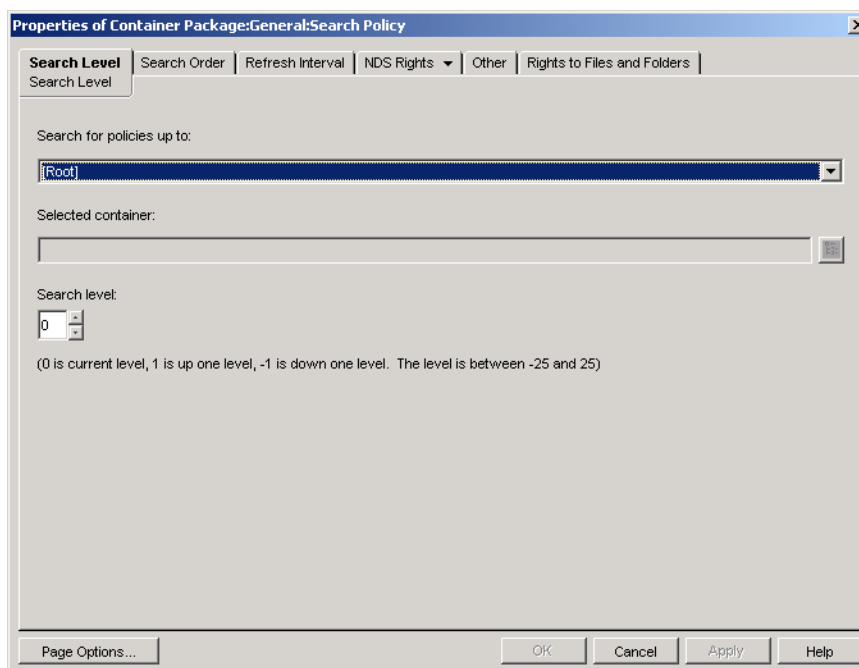 Properties of Container Package:General:Search Policy
Search Level | Search Order | Refresh Interval | NDS Rights | Other | Rights to Files and Folders
Search Level
Search for policies up to:
[Root]
Selected container:
Search level:
0
(0 is current level, 1 is up one level, -1 is down one level.  The level is between -25 and 25)
Page Options... OK Cancel Apply Help